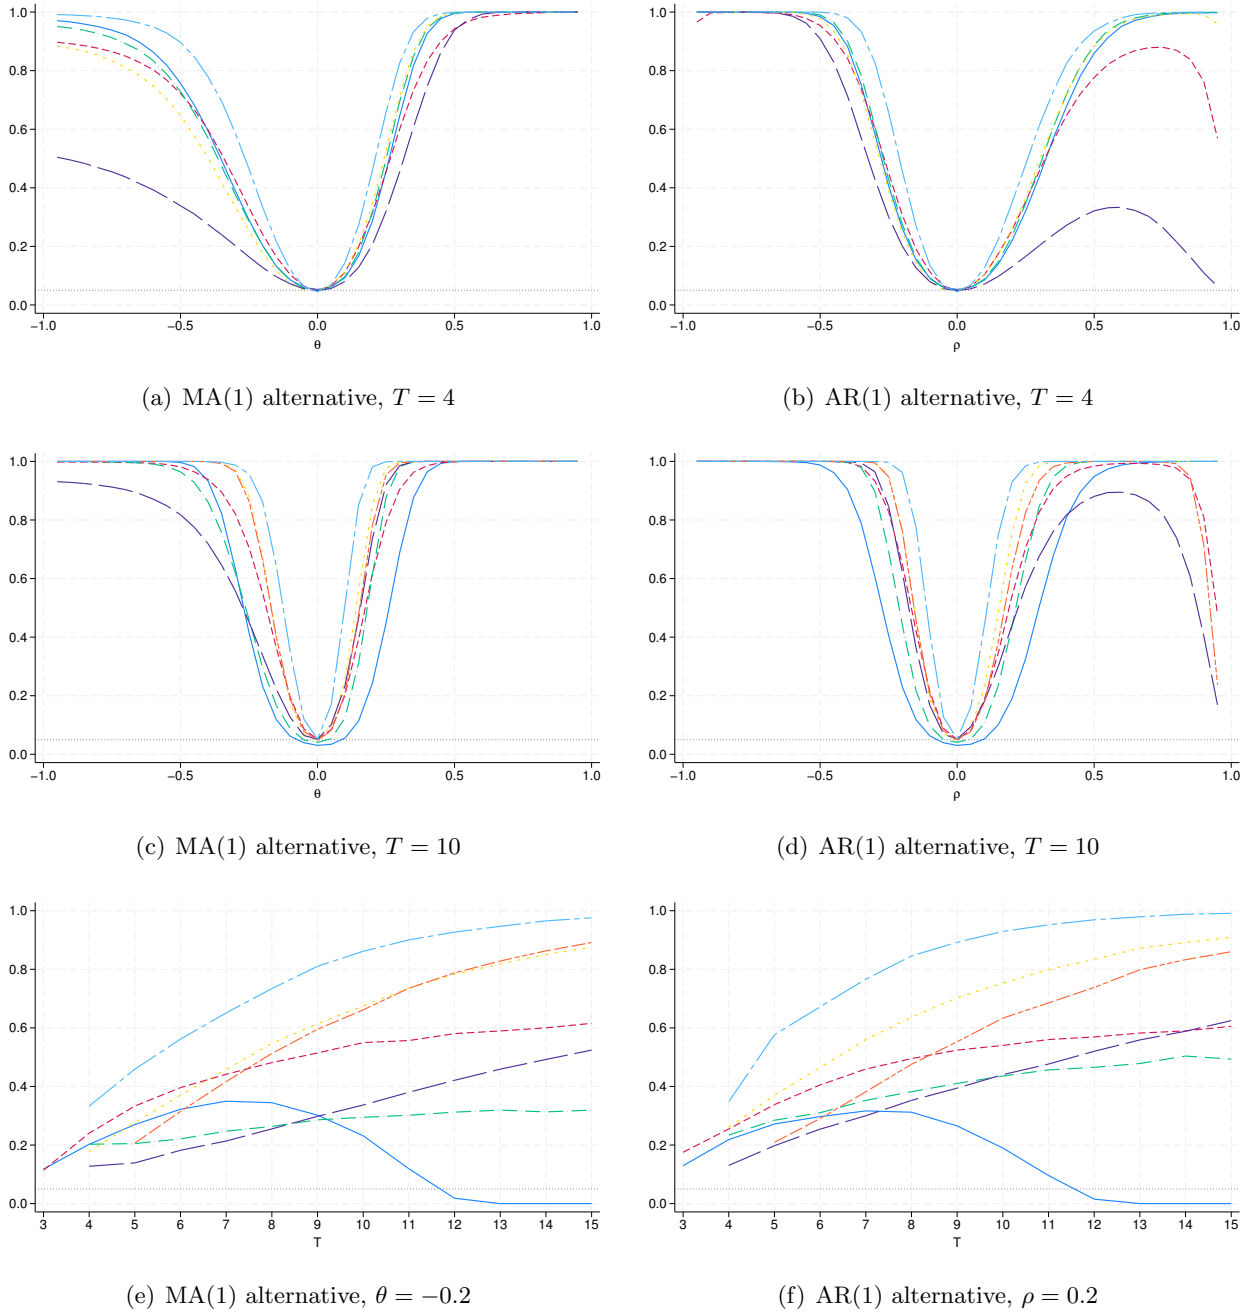 1.0 0.8 0.6 0.4 0.2 0.0
−1.0 −0.5 0.0 0.5 1.0
θ
(a) MA(1) alternative, T = 4
1.0 0.8 0.6 0.4 0.2 0.0
−1.0 −0.5 0.0 0.5 1.0
ρ
(b) AR(1) alternative, T = 4
1.0 0.8 0.6 0.4 0.2 0.0
−1.0 −0.5 0.0 0.5 1.0
θ
(c) MA(1) alternative, T = 10
1.0 0.8 0.6 0.4 0.2 0.0
−1.0 −0.5 0.0 0.5 1.0
ρ
(d) AR(1) alternative, T = 10
1.0 0.8 0.6 0.4 0.2 0.0
3 4 5 6 7 8 9 10 11 12 13 14 15
T
(e) MA(1) alternative, θ = −0.2
1.0 0.8 0.6 0.4 0.2 0.0
3 4 5 6 7 8 9 10 11 12 13 14 15
T
(f) AR(1) alternative, ρ = 0.2